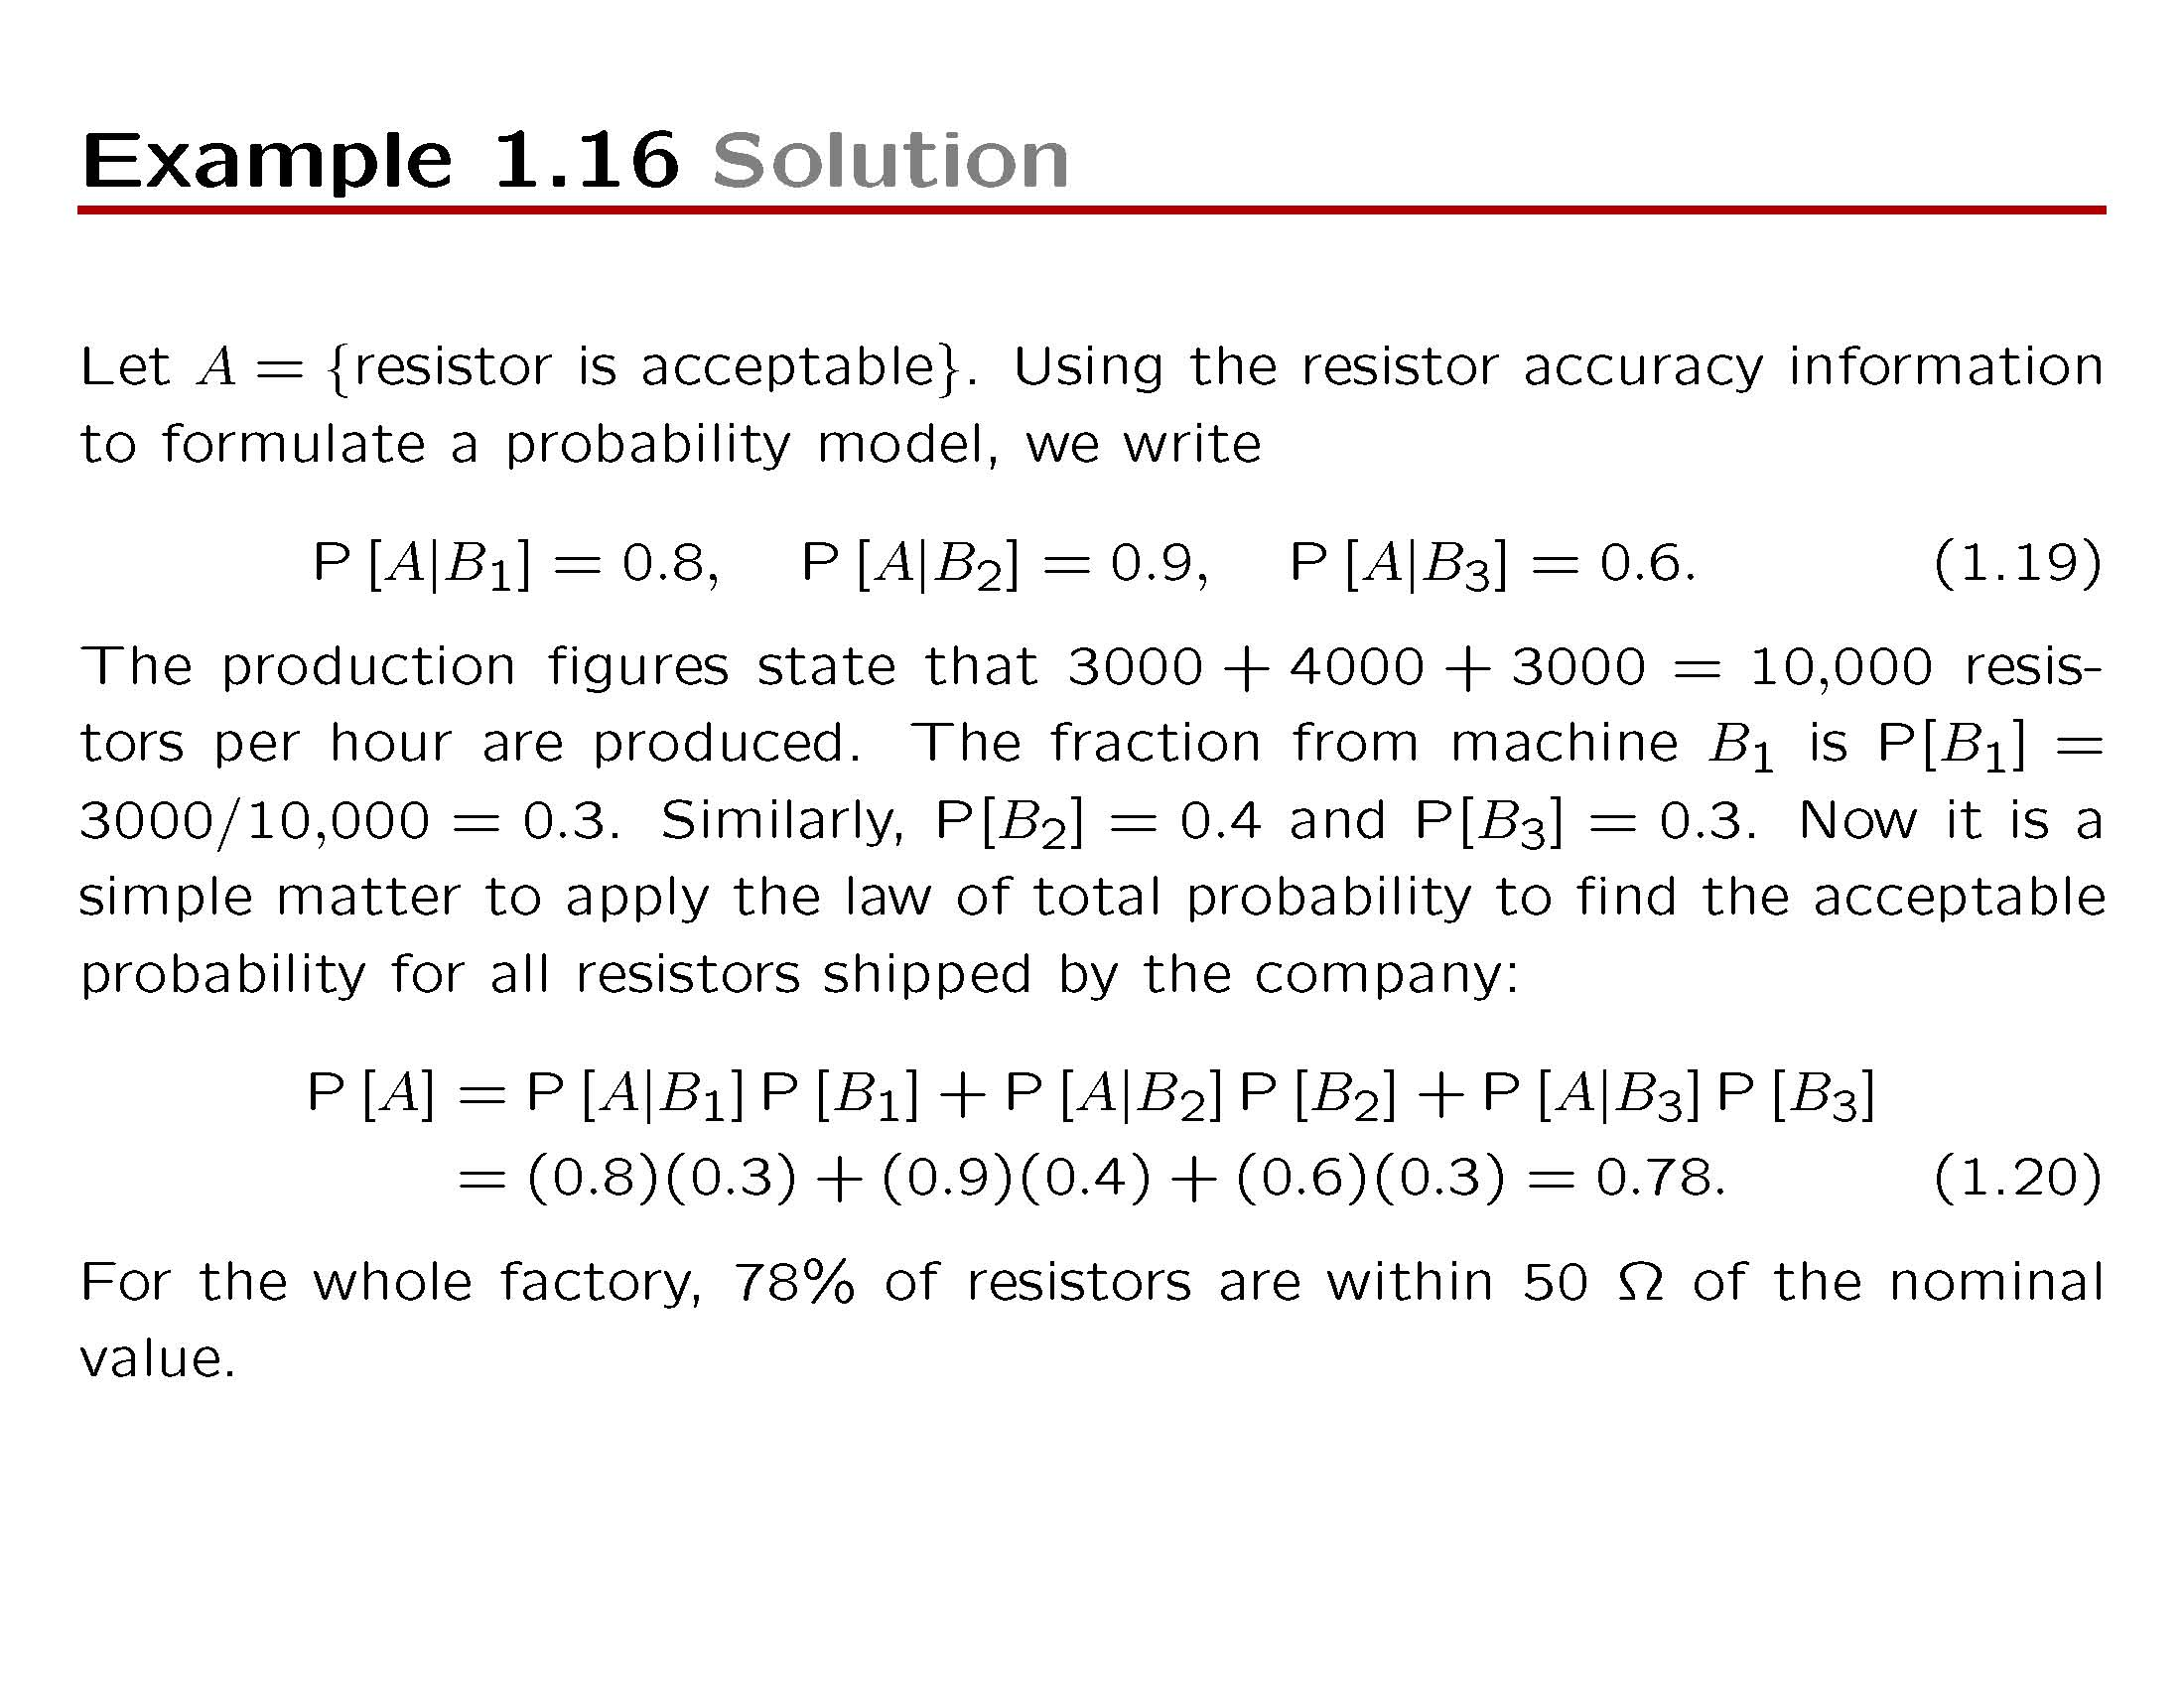 Example 1.16 Solution
Let A = {resistor is acceptable}. Using the resistor accuracy information
to formulate a probability model, we write
P [A|B₁] = 0.8, P [A|B₂] = 0.9, P [A|B₃] = 0.6. (1.19)
The production figures state that 3000 + 4000 + 3000 = 10,000 resis-
tors per hour are produced. The fraction from machine B₁ is P[B₁] =
3000/10,000 = 0.3. Similarly, P[B₂] = 0.4 and P[B₃] = 0.3. Now it is a
simple matter to apply the law of total probability to find the acceptable
probability for all resistors shipped by the company:
P [A] = P [A|B₁] P [B₁] + P [A|B₂] P [B₂] + P [A|B₃] P [B₃]
= (0.8)(0.3) + (0.9)(0.4) + (0.6)(0.3) = 0.78. (1.20)
For the whole factory, 78% of resistors are within 50 Ω of the nominal
value.